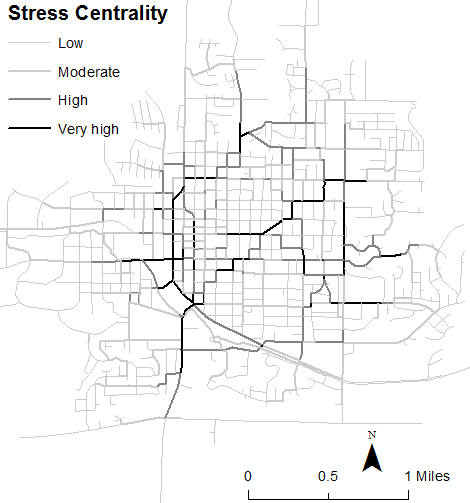 Stress Centrality
Low
Moderate
High
Very high
N
0 0.5 1 Miles